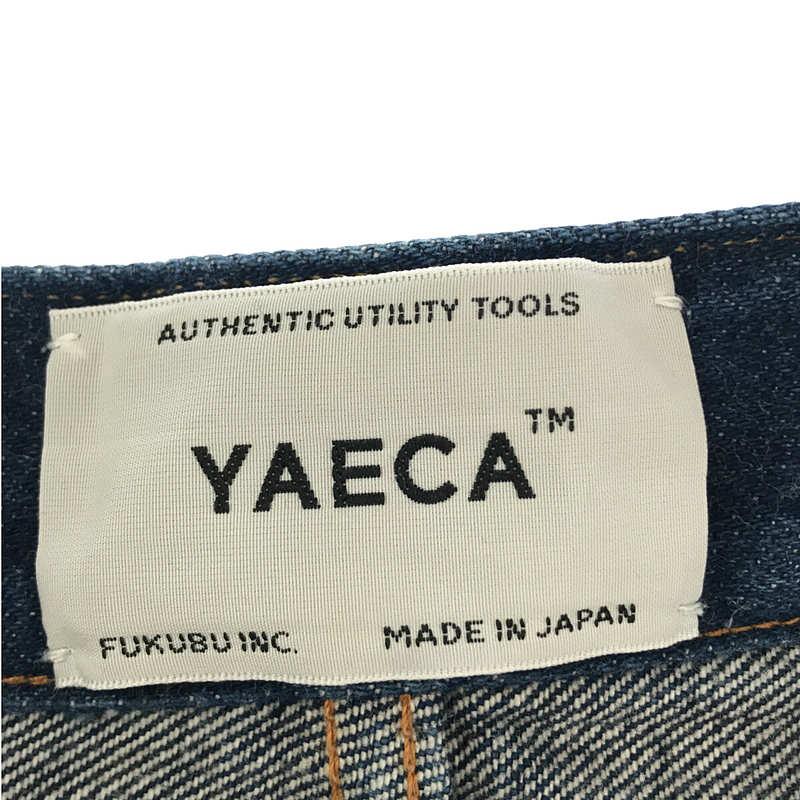 AUTHENTIC UTILITY TOOLS
YAECA™
FUKUBU INC. MADE IN JAPAN